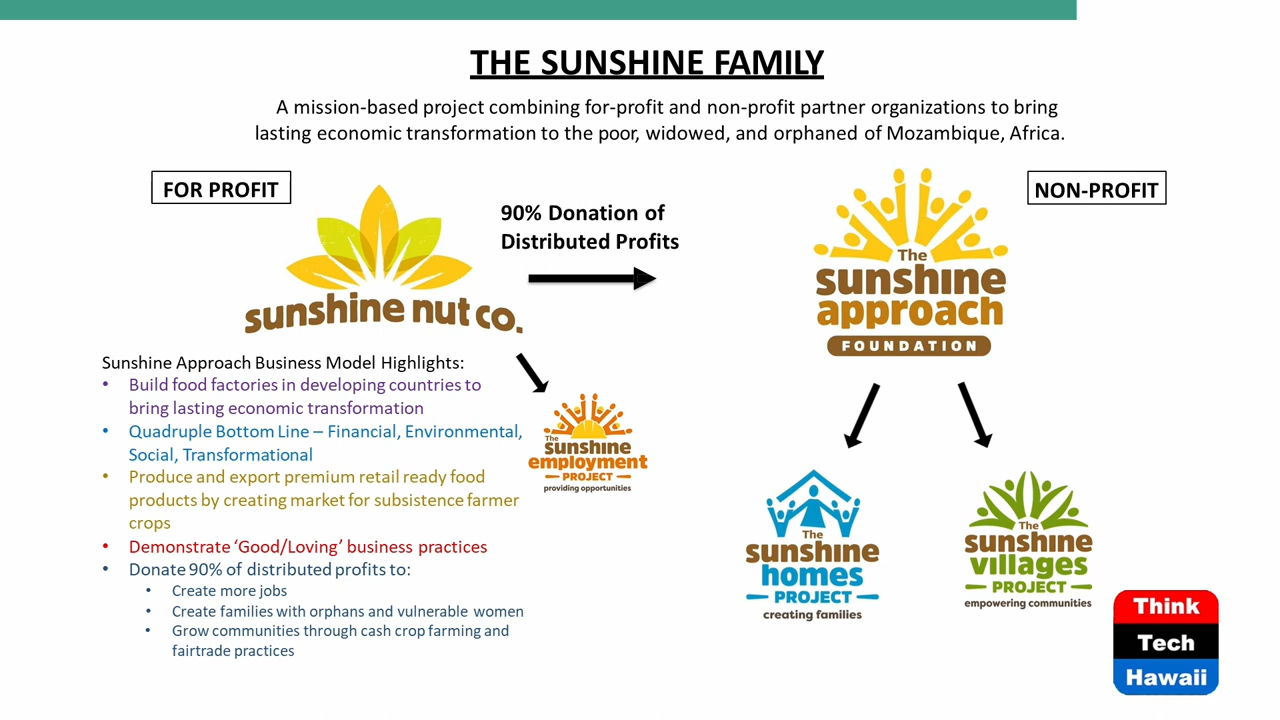 THE SUNSHINE FAMILY
A mission-based project combining for-profit and non-profit partner organizations to bring
lasting economic transformation to the poor, widowed, and orphaned of Mozambique, Africa.
FOR PROFIT
sunshine nut co.
90% Donation of
Distributed Profits
The
sunshine
approach
FOUNDATION
NON-PROFIT
Sunshine Approach Business Model Highlights:
• Build food factories in developing countries to
bring lasting economic transformation
• Quadruple Bottom Line – Financial, Environmental,
Social, Transformational
• Produce and export premium retail ready food
products by creating market for subsistence farmer
crops
• Demonstrate ‘Good/Loving’ business practices
• Donate 90% of distributed profits to:
• Create more jobs
• Create families with orphans and vulnerable women
• Grow communities through cash crop farming and
fairtrade practices
The
sunshine
employment
PROJECT
providing opportunities
The
sunshine
homes
PROJECT
creating families
The
sunshine
villages
PROJECT
empowering communities
Think
Tech
Hawaii